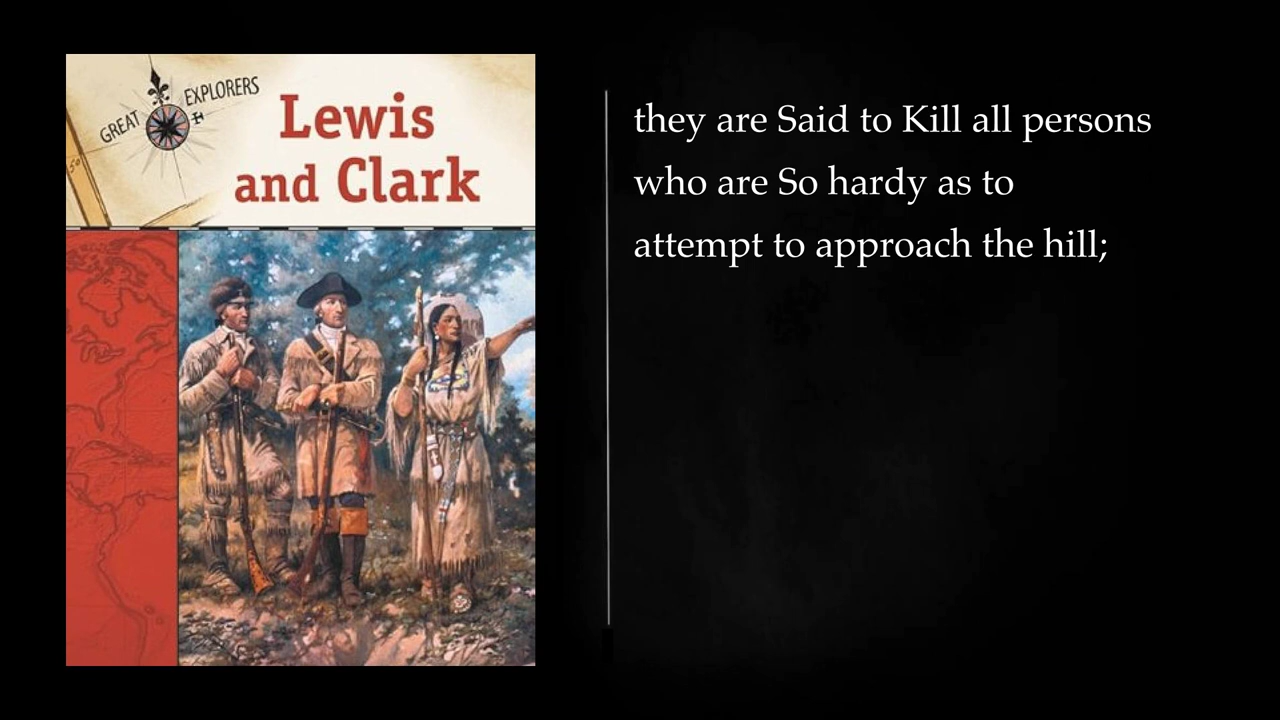 GREAT EXPLORERS
Lewis
and Clark
they are Said to Kill all persons
who are So hardy as to
attempt to approach the hill;